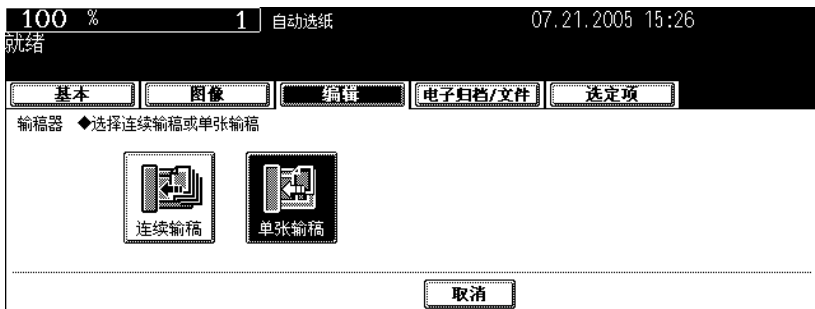 100 % 1 自动选纸 07.21.2005 15:26
就绪
基本 图像 编辑 电子归档/文件 选定项
输稿器 ◆选择连续输稿或单张输稿
连续输稿 单张输稿
取消